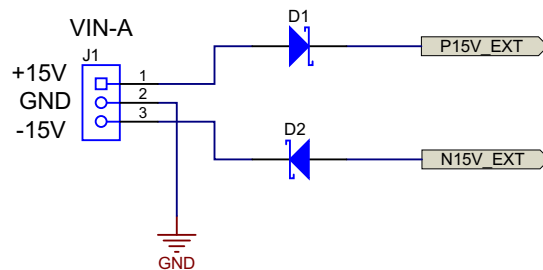 VIN-A
D1
J1
P15V_EXT
+15V
1
GND
2
-15V
3
D2
N15V_EXT
GND